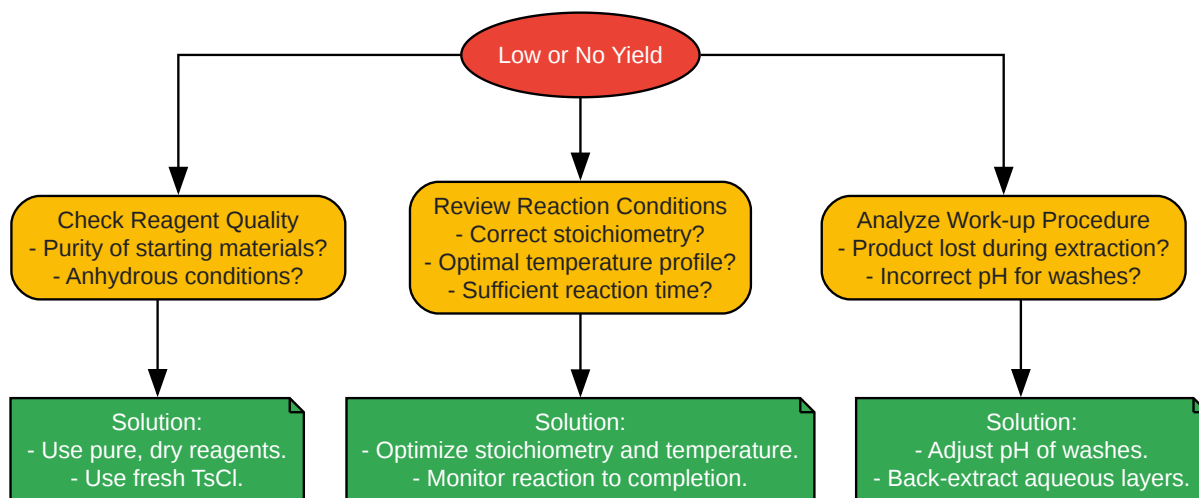 Low or No Yield
Check Reagent Quality
- Purity of starting materials?
- Anhydrous conditions?
Review Reaction Conditions
- Correct stoichiometry?
- Optimal temperature profile?
- Sufficient reaction time?
Analyze Work-up Procedure
- Product lost during extraction?
- Incorrect pH for washes?
Solution:
- Use pure, dry reagents.
- Use fresh TsCl.
Solution:
- Optimize stoichiometry and temperature.
- Monitor reaction to completion.
Solution:
- Adjust pH of washes.
- Back-extract aqueous layers.